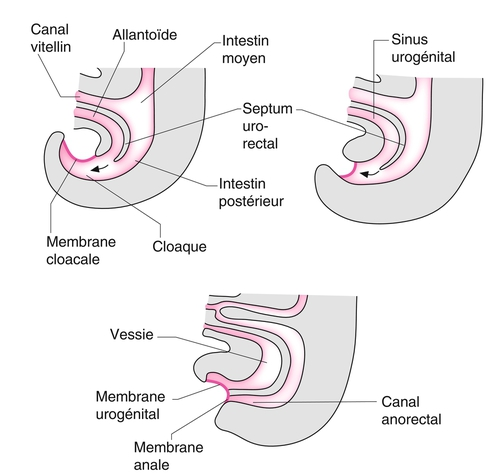 Canal
vitellin
Allantoïde
Intestin
moyen
Septum
uro-
rectal
Intestin
postérieur
Membrane
cloacale
Cloaque
Sinus
urogénital
Vessie
Membrane
urogénital
Membrane
anale
Canal
anorectal